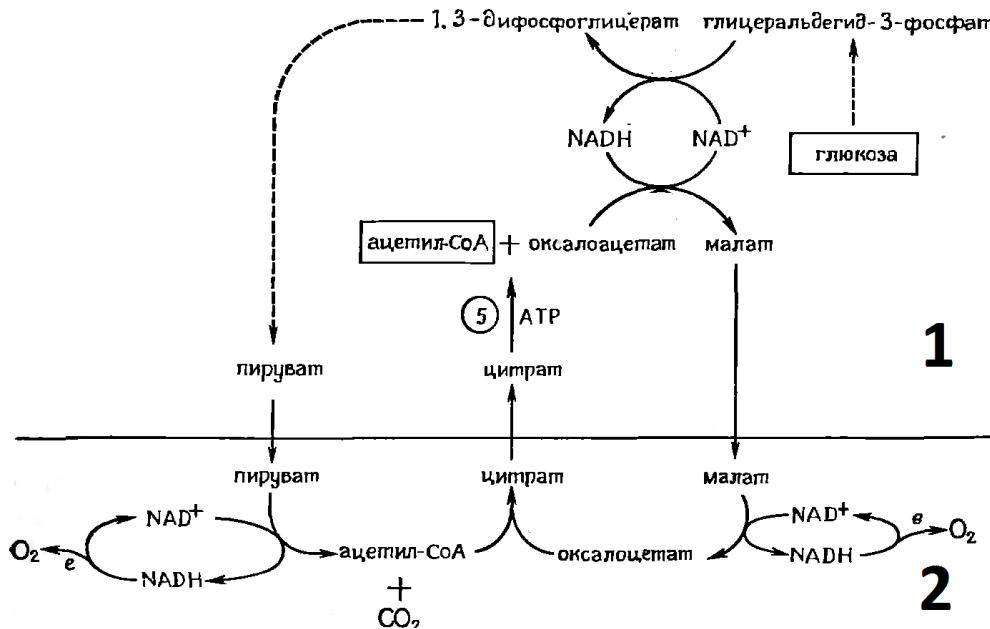 1,3-дифосфоглицерат глицеральдегид-3-фосфат
NADH NAD+
глюкоза
ацетил-CoA + оксалоацетат малат
5 ATP
1
пируват цитрат
пируват цитрат малат
NAD+ NAD+
O2 e ацетил-CoA оксалоцетат e O2
NADH NADH
+
2
CO2